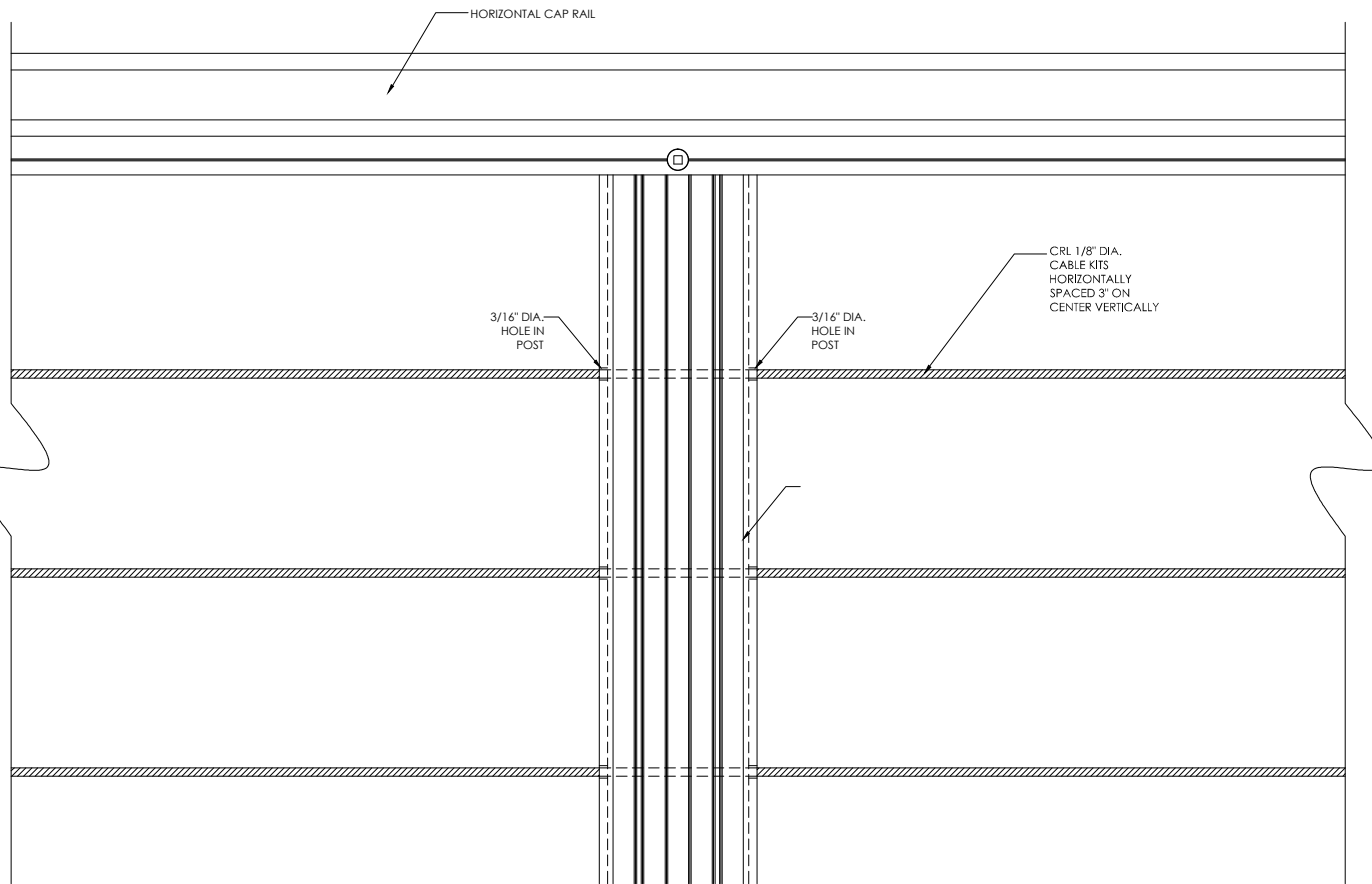 HORIZONTAL CAP RAIL
CRL 1/8" DIA.
CABLE KITS
HORIZONTALLY
SPACED 3" ON
CENTER VERTICALLY
3/16" DIA.
HOLE IN
POST
3/16" DIA.
HOLE IN
POST